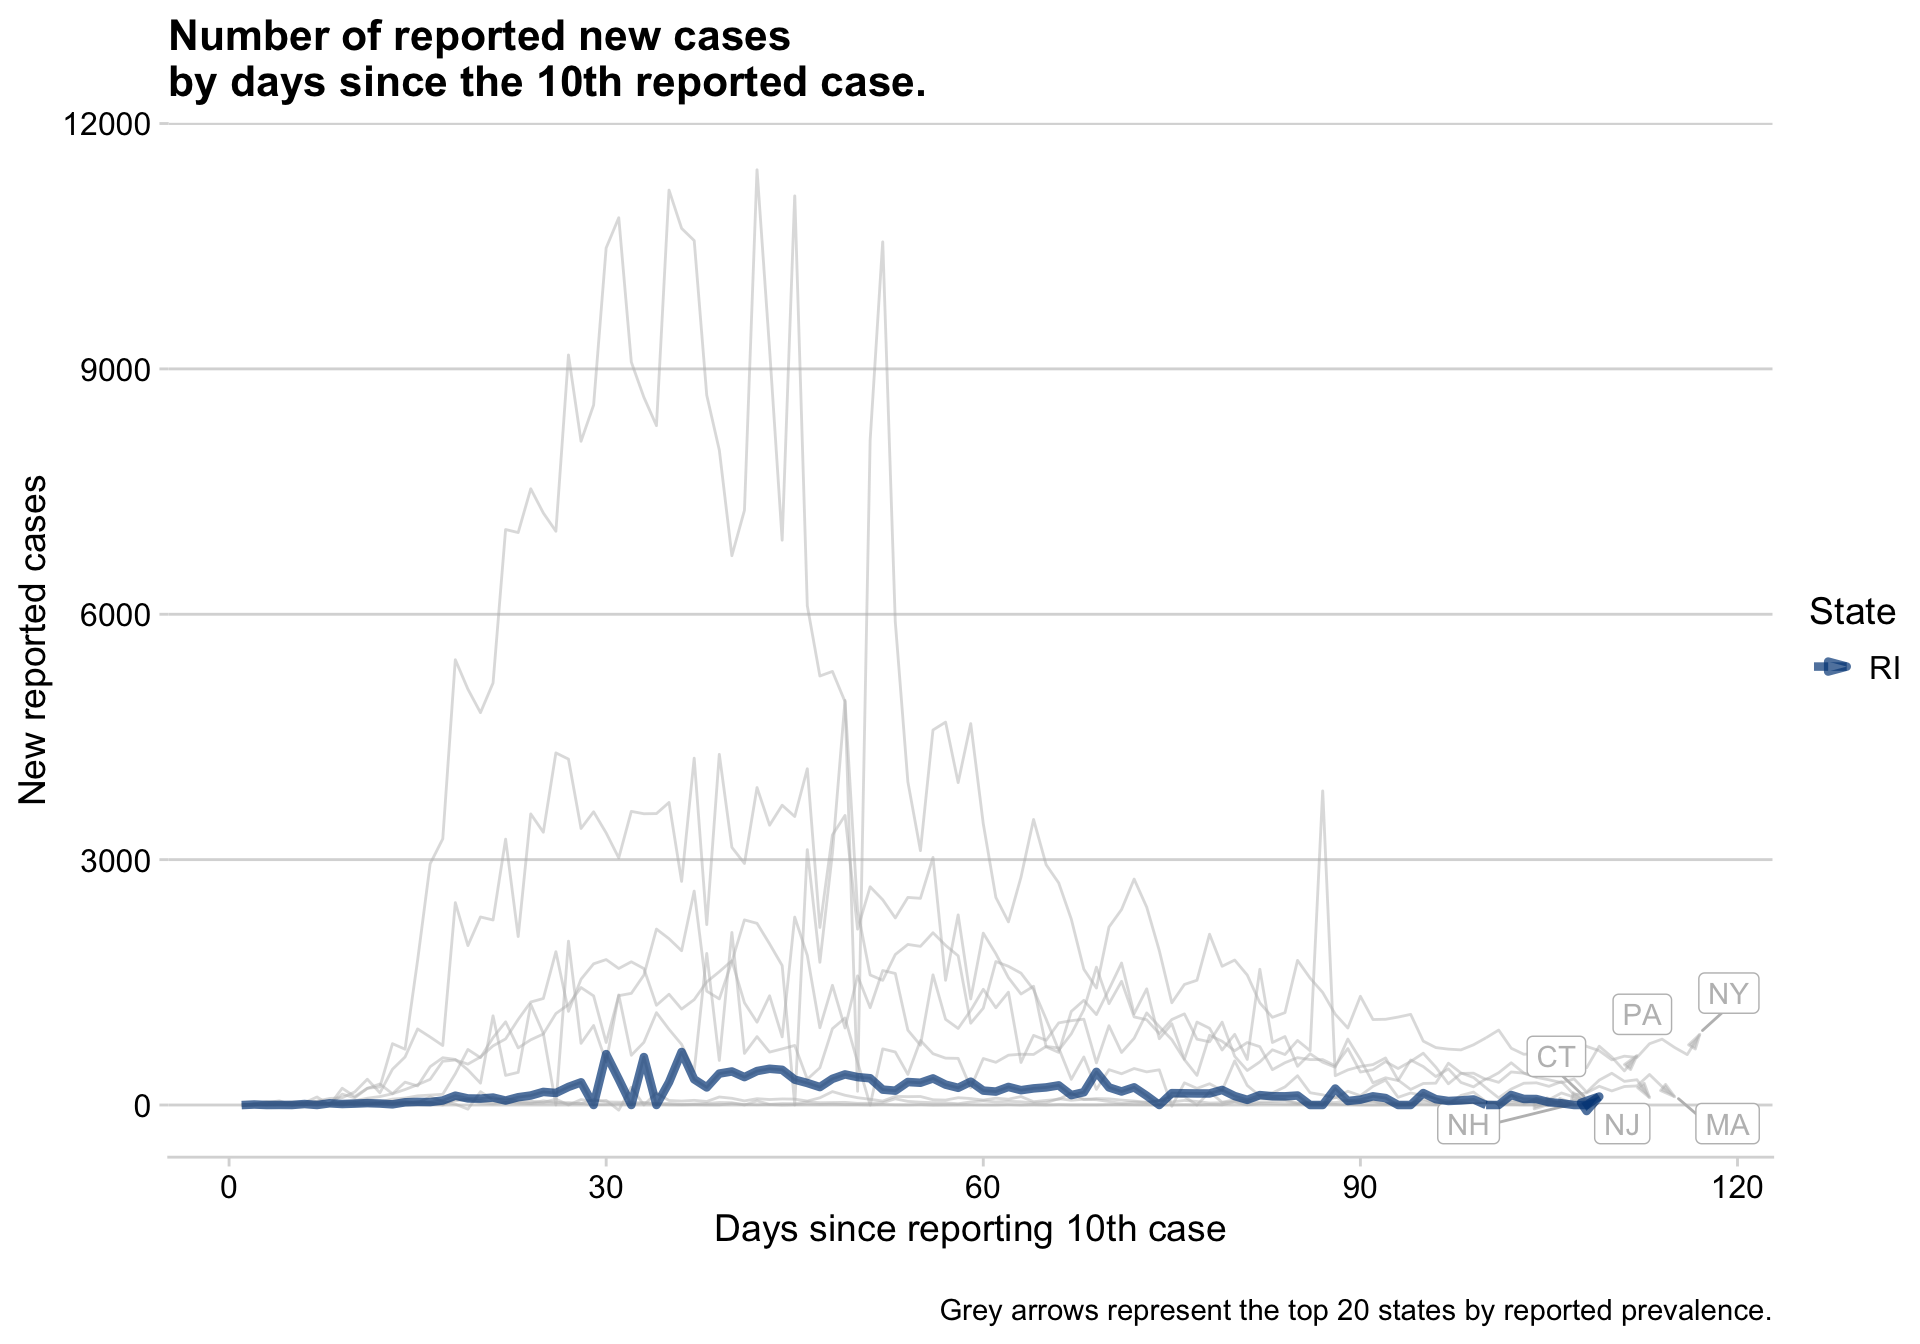 Number of reported new cases
by days since the 10th reported case.
12000
9000
6000
3000
0
New reported cases
0
30
60
90
120
Days since reporting 10th case
NY
PA
CT
NH
NJ
MA
State
RI
Grey arrows represent the top 20 states by reported prevalence.